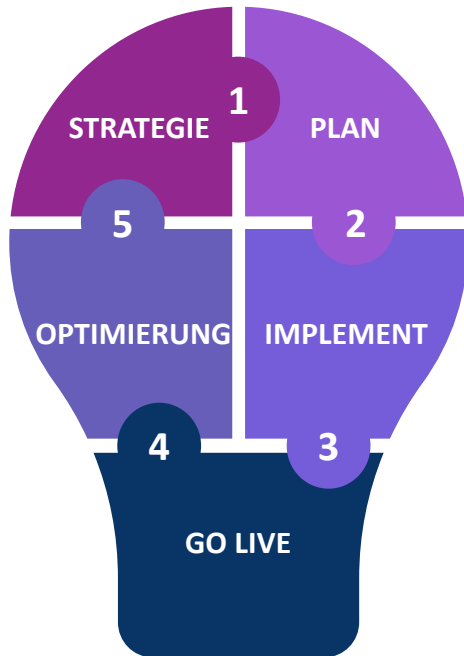 1
STRATEGIE
PLAN
5
2
OPTIMIERUNG
IMPLEMENT
4
3
GO LIVE